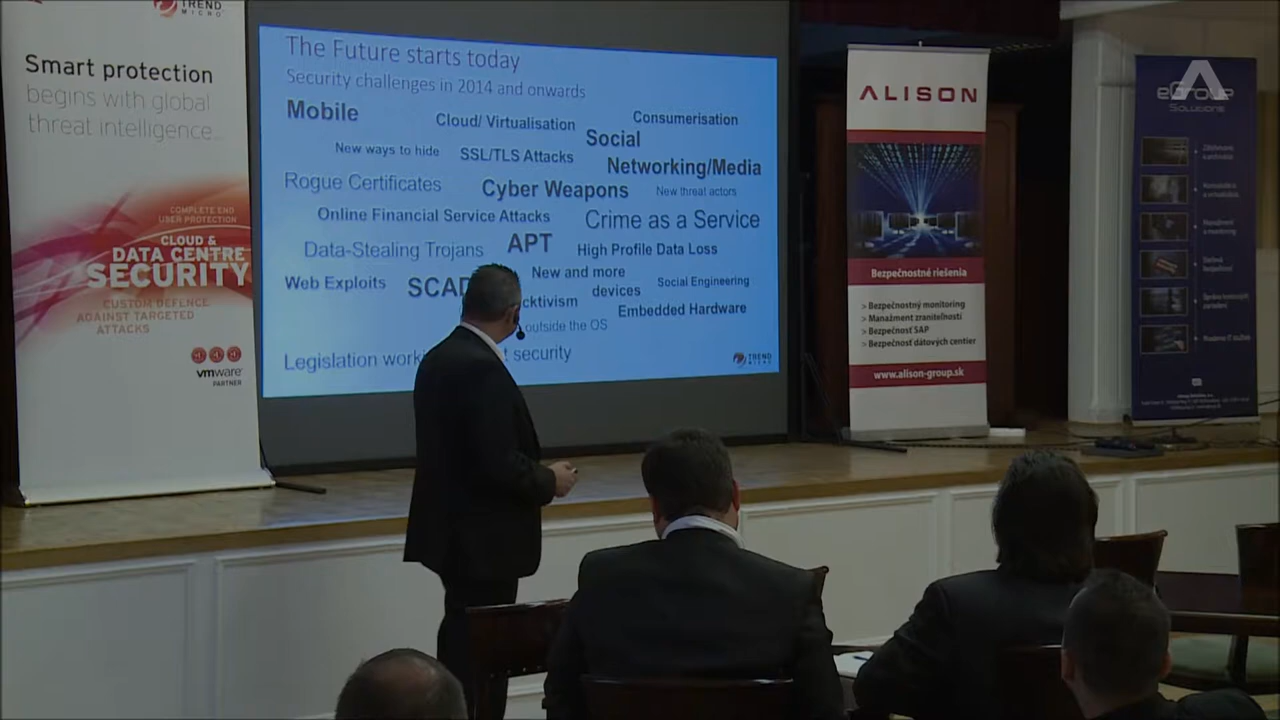 TREND
MICRO
Smart protection
begins with global
threat intelligence...
COMPLETE END
USER PROTECTION
CLOUD &
DATA CENTRE
SECURITY
CUSTOM DEFENCE
AGAINST TARGETED
ATTACKS
vmware
PARTNER
The Future starts today
Security challenges in 2014 and onwards
Mobile
Cloud/ Virtualisation
Consumerisation
Social
Networking/Media
New ways to hide
SSL/TLS Attacks
Rogue Certificates
Cyber Weapons
New threat actors
Online Financial Service Attacks
Crime as a Service
Data-Stealing Trojans
APT
High Profile Data Loss
Web Exploits
New and more
devices
Social Engineering
Embedded Hardware
outside the OS
Legislation
security
TREND
MICRO
ALISON
Bezpečnostné riešenia
> Bezpečnostný monitoring
> Manažment zraniteľností
> Bezpečnosť SAP
> Bezpečnosť dátových centier
www.alison-group.sk
eGroup
Solutions